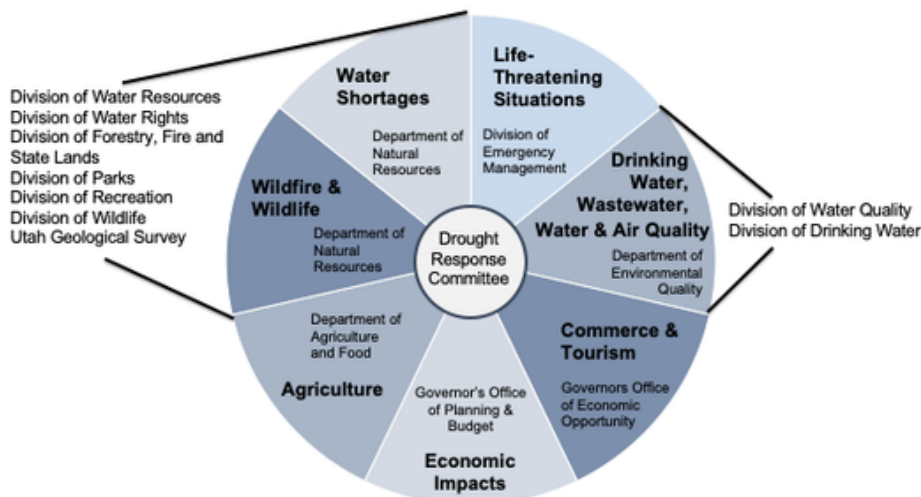 Division of Water Resources
Division of Water Rights
Division of Forestry, Fire and
State Lands
Division of Parks
Division of Recreation
Division of Wildlife
Utah Geological Survey
Water
Shortages
Department of
Natural
Resources
Life-
Threatening
Situations
Division of
Emergency
Management
Wildfire &
Wildlife
Department of
Natural
Resources
Drought
Response
Committee
Drinking
Water,
Wastewater,
Water & Air Quality
Department of
Environmental
Quality
Division of Water Quality
Division of Drinking Water
Department of
Agriculture
and Food
Agriculture
Governor's Office
of Planning &
Budget
Economic
Impacts
Commerce &
Tourism
Governors Office
of Economic
Opportunity